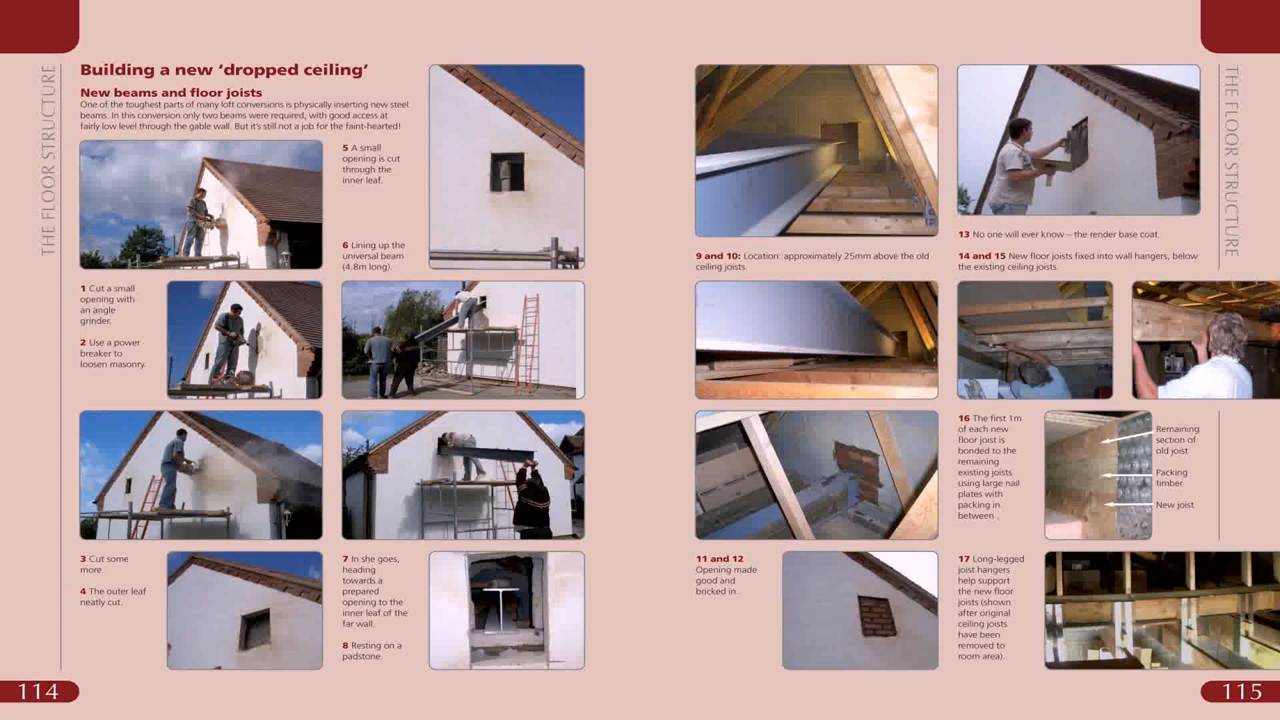 THE FLOOR STRUCTURE
Building a new ‘dropped ceiling’
New beams and floor joists
One of the toughest parts of many loft conversions is physically inserting new steel
beams. In this conversion only two beams were required, with good access at
fairly low level through the gable wall. But it’s still not a job for the faint-hearted!
5 A small
opening is cut
through the
inner leaf.
6 Lining up the
universal beam
(4.8m long).
1 Cut a small
opening with
an angle
grinder.
2 Use a power
breaker to
loosen masonry.
3 Cut some
more.
4 The outer leaf
neatly cut.
7 In she goes,
heading
towards a
prepared
opening to the
inner leaf of the
far wall.
8 Resting on a
padstone.
114
9 and 10: Location: approximately 25mm above the old
ceiling joists.
11 and 12
Opening made
good and
bricked in.
13 No one will ever know – the render base coat.
14 and 15 New floor joists fixed into wall hangers, below
the existing ceiling joists.
16 The first 1m
of each new
floor joist is
bonded to the
remaining
existing joists
using large nail
plates with
packing in
between .
Remaining
section of
old joist
Packing
timber
New joist
17 Long-legged
joist hangers
help support
the new floor
joists (shown
after original
ceiling joists
have been
removed to
room area).
THE FLOOR STRUCTURE
115